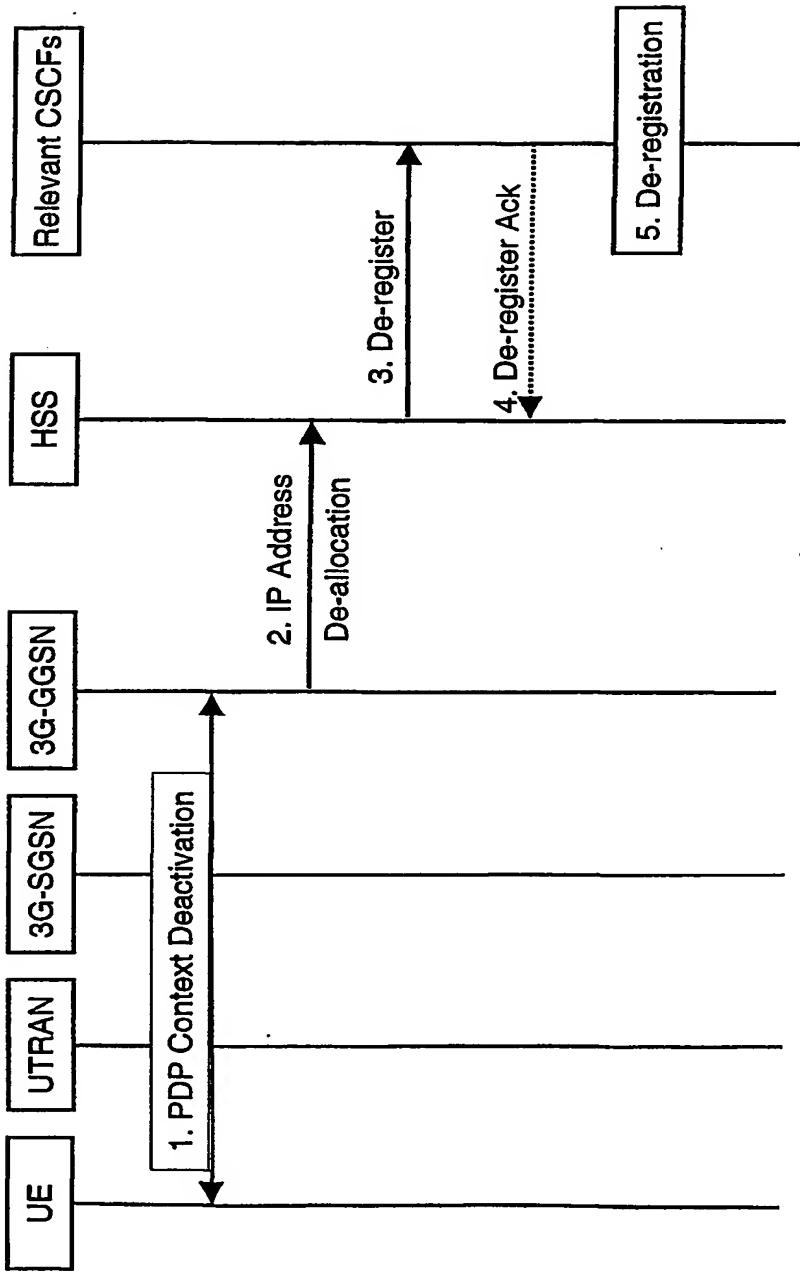 UE
UTRAN
3G-SGSN
3G-GGSN
HSS
Relevant CSCFs
1. PDP Context Deactivation
2. IP Address
De-allocation
3. De-register
4. De-register Ack
5. De-registration